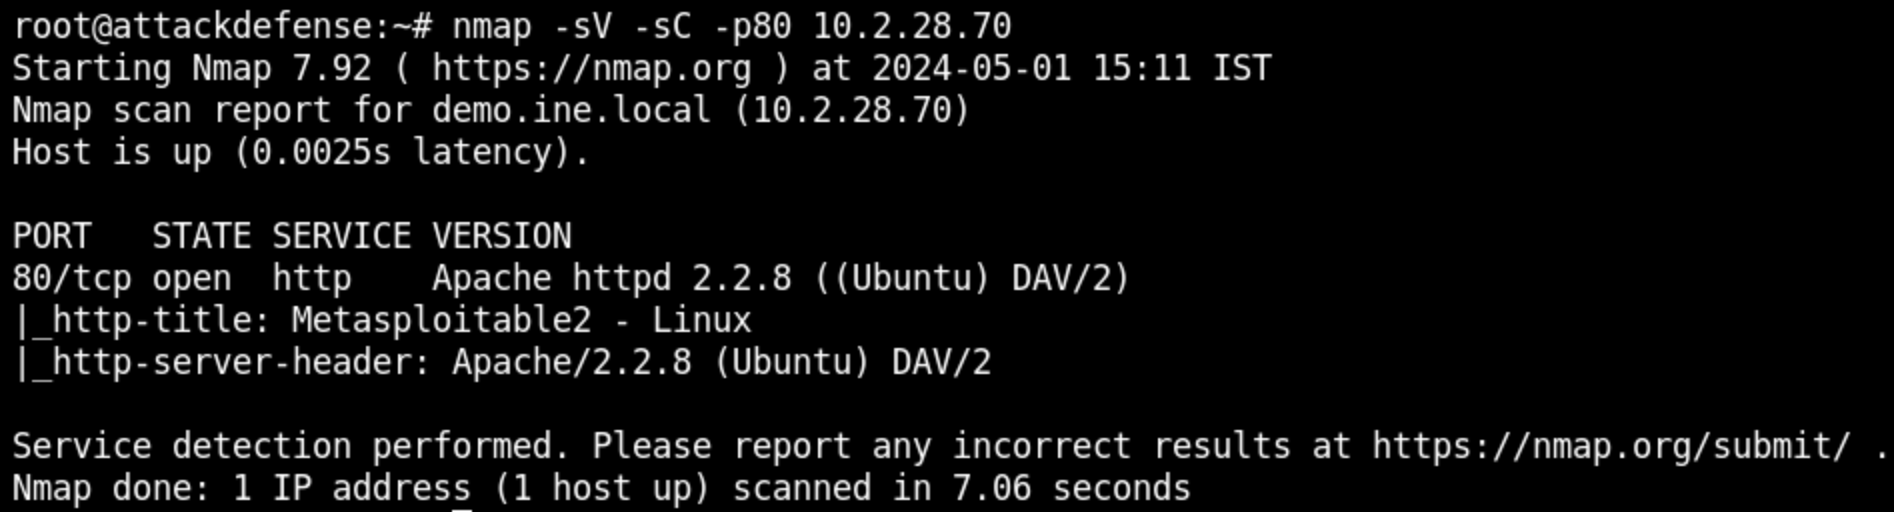 root@attackdefense:~# nmap -sV -sC -p80 10.2.28.70
Starting Nmap 7.92 ( https://nmap.org ) at 2024-05-01 15:11 IST
Nmap scan report for demo.ine.local (10.2.28.70)
Host is up (0.0025s latency).

PORT   STATE SERVICE VERSION
80/tcp open  http    Apache httpd 2.2.8 ((Ubuntu) DAV/2)
|_http-title: Metasploitable2 - Linux
|_http-server-header: Apache/2.2.8 (Ubuntu) DAV/2

Service detection performed. Please report any incorrect results at https://nmap.org/submit/ .
Nmap done: 1 IP address (1 host up) scanned in 7.06 seconds